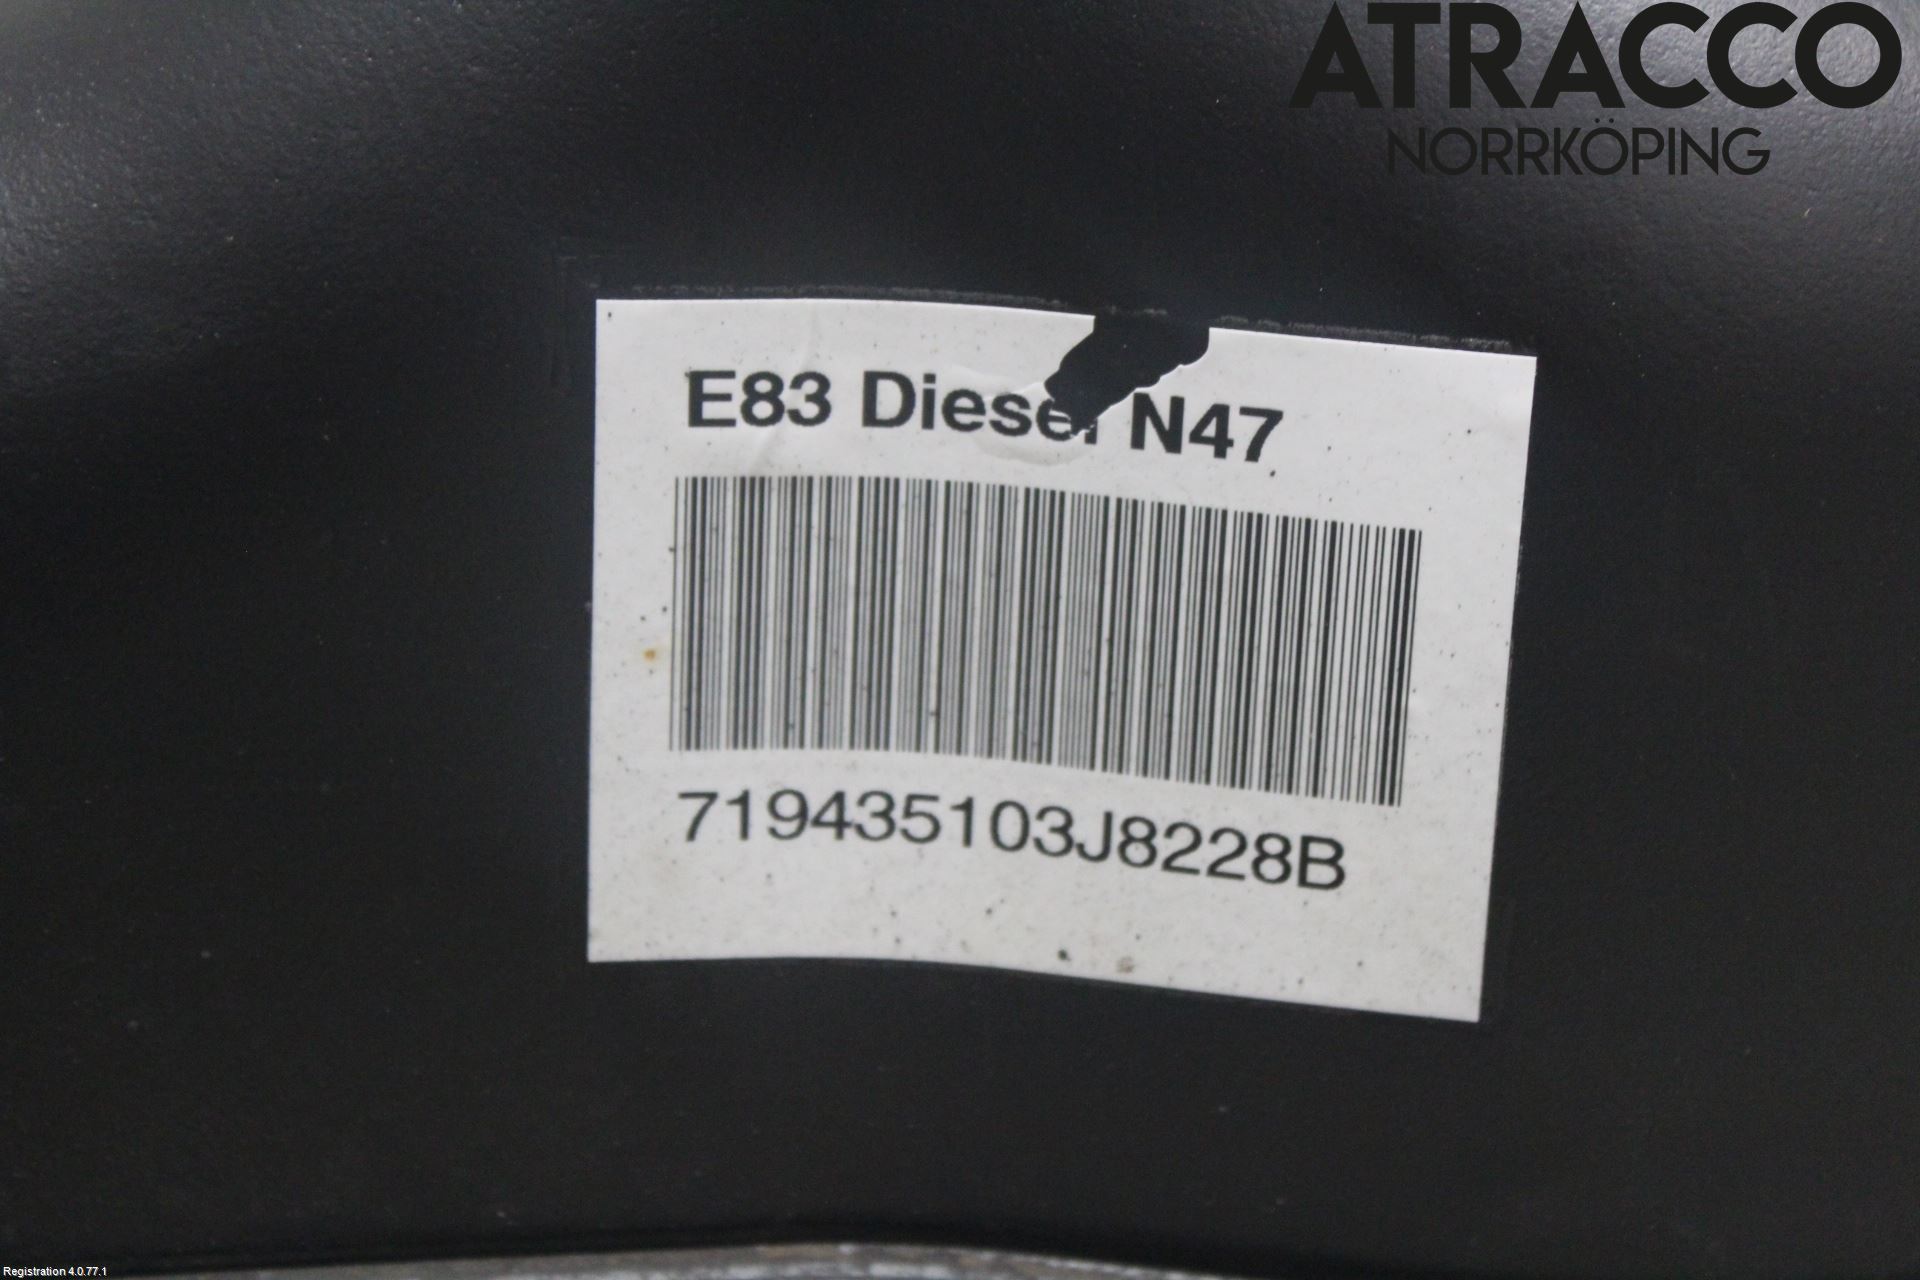 ATRACCO
NORRKÖPING
E83 Diesel N47
719435103J8228B
Registration 4.0.77.1